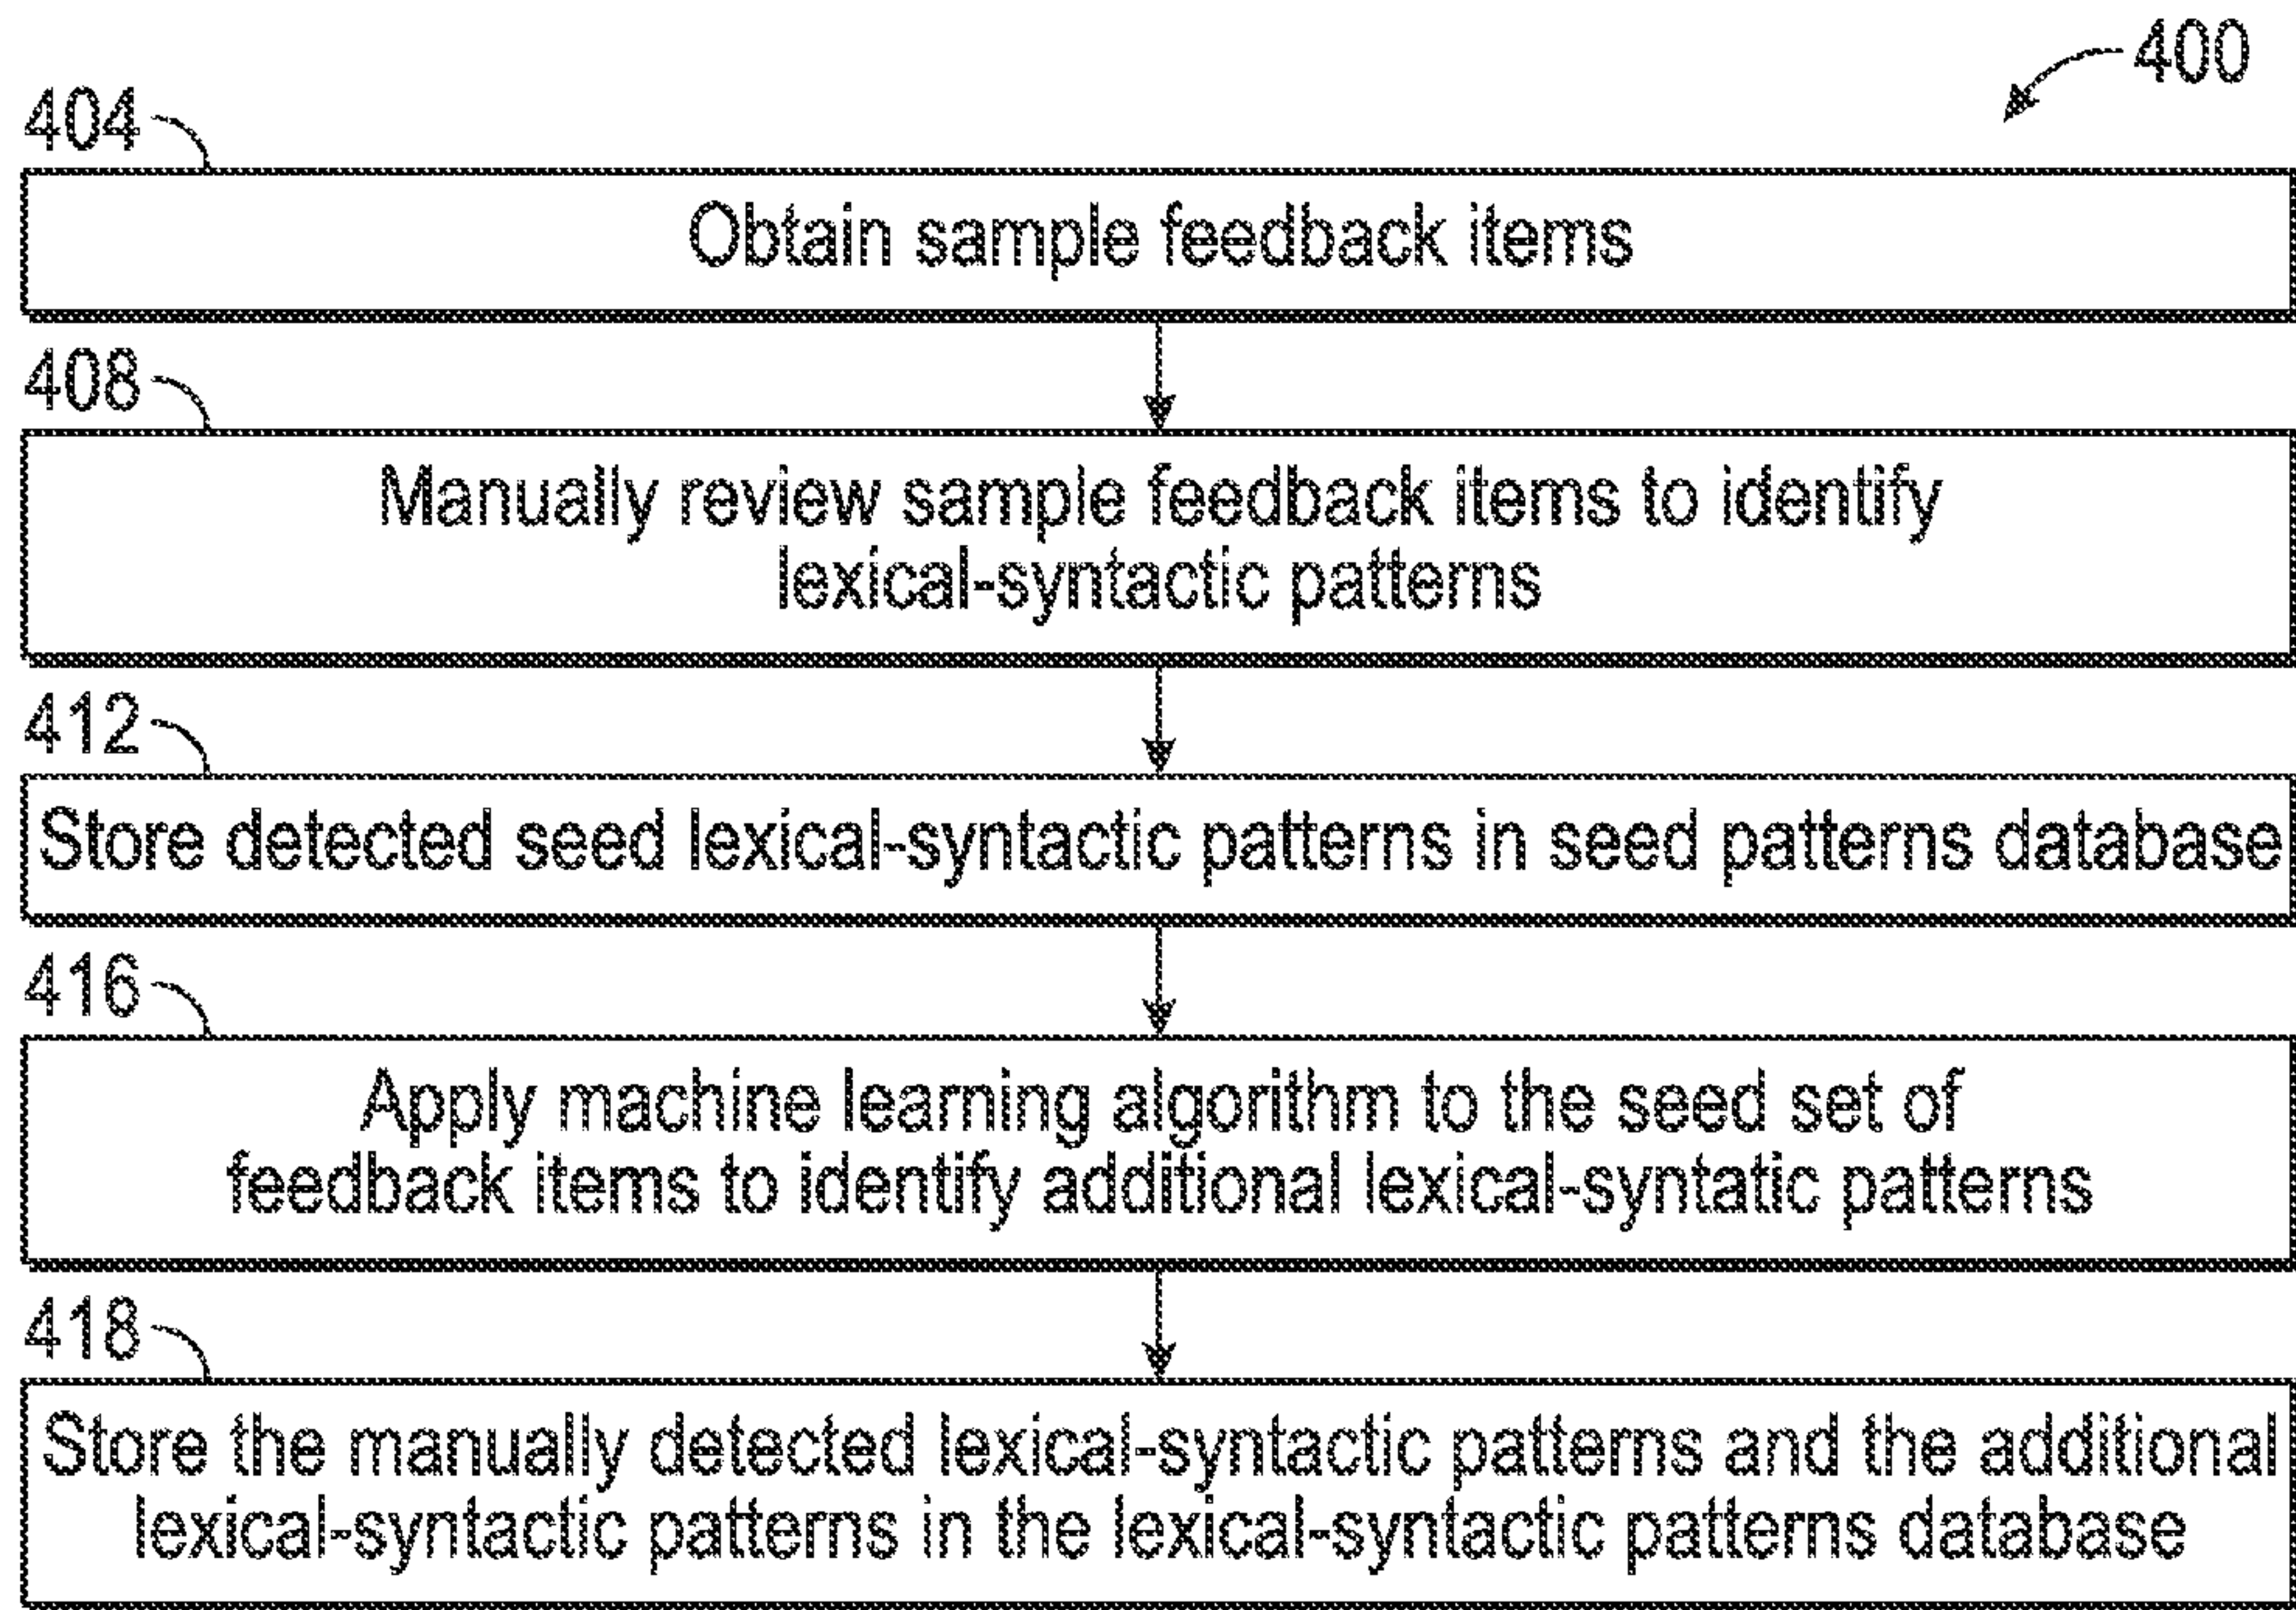 400
404
Obtain sample feedback items
408
Manually review sample feedback items to identify
lexical-syntactic patterns
412
Store detected seed lexical-syntactic patterns in seed patterns database
416
Apply machine learning algorithm to the seed set of
feedback items to identify additional lexical-syntatic patterns
418
Store the manually detected lexical-syntactic patterns and the additional
lexical-syntactic patterns in the lexical-syntactic patterns database